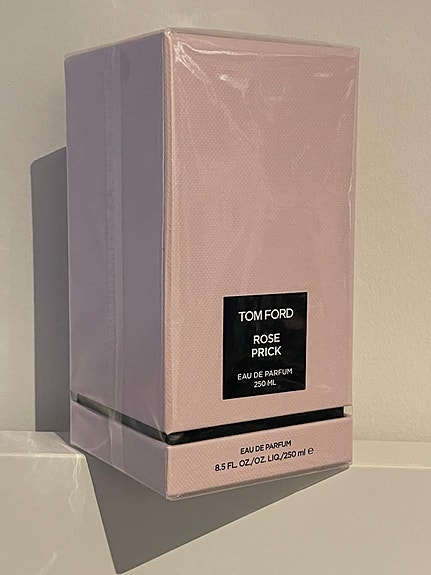 TOM FORD
ROSE
PRICK
EAU DE PARFUM
250 ML
EAU DE PARFUM
8.5 FL. OZ./OZ. LIQ./250 ml ℮